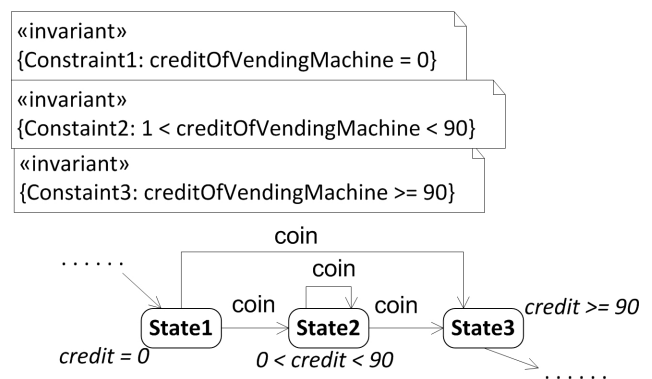 «invariant»
{Constraint1: creditOfVendingMachine = 0}
«invariant»
{Constaint2: 1 < creditOfVendingMachine < 90}
«invariant»
{Constaint3: creditOfVendingMachine >= 90}
coin
. . . . . .
coin
coin
coin
credit >= 90
State1
State2
State3
credit = 0
0 < credit < 90
. . . . . .